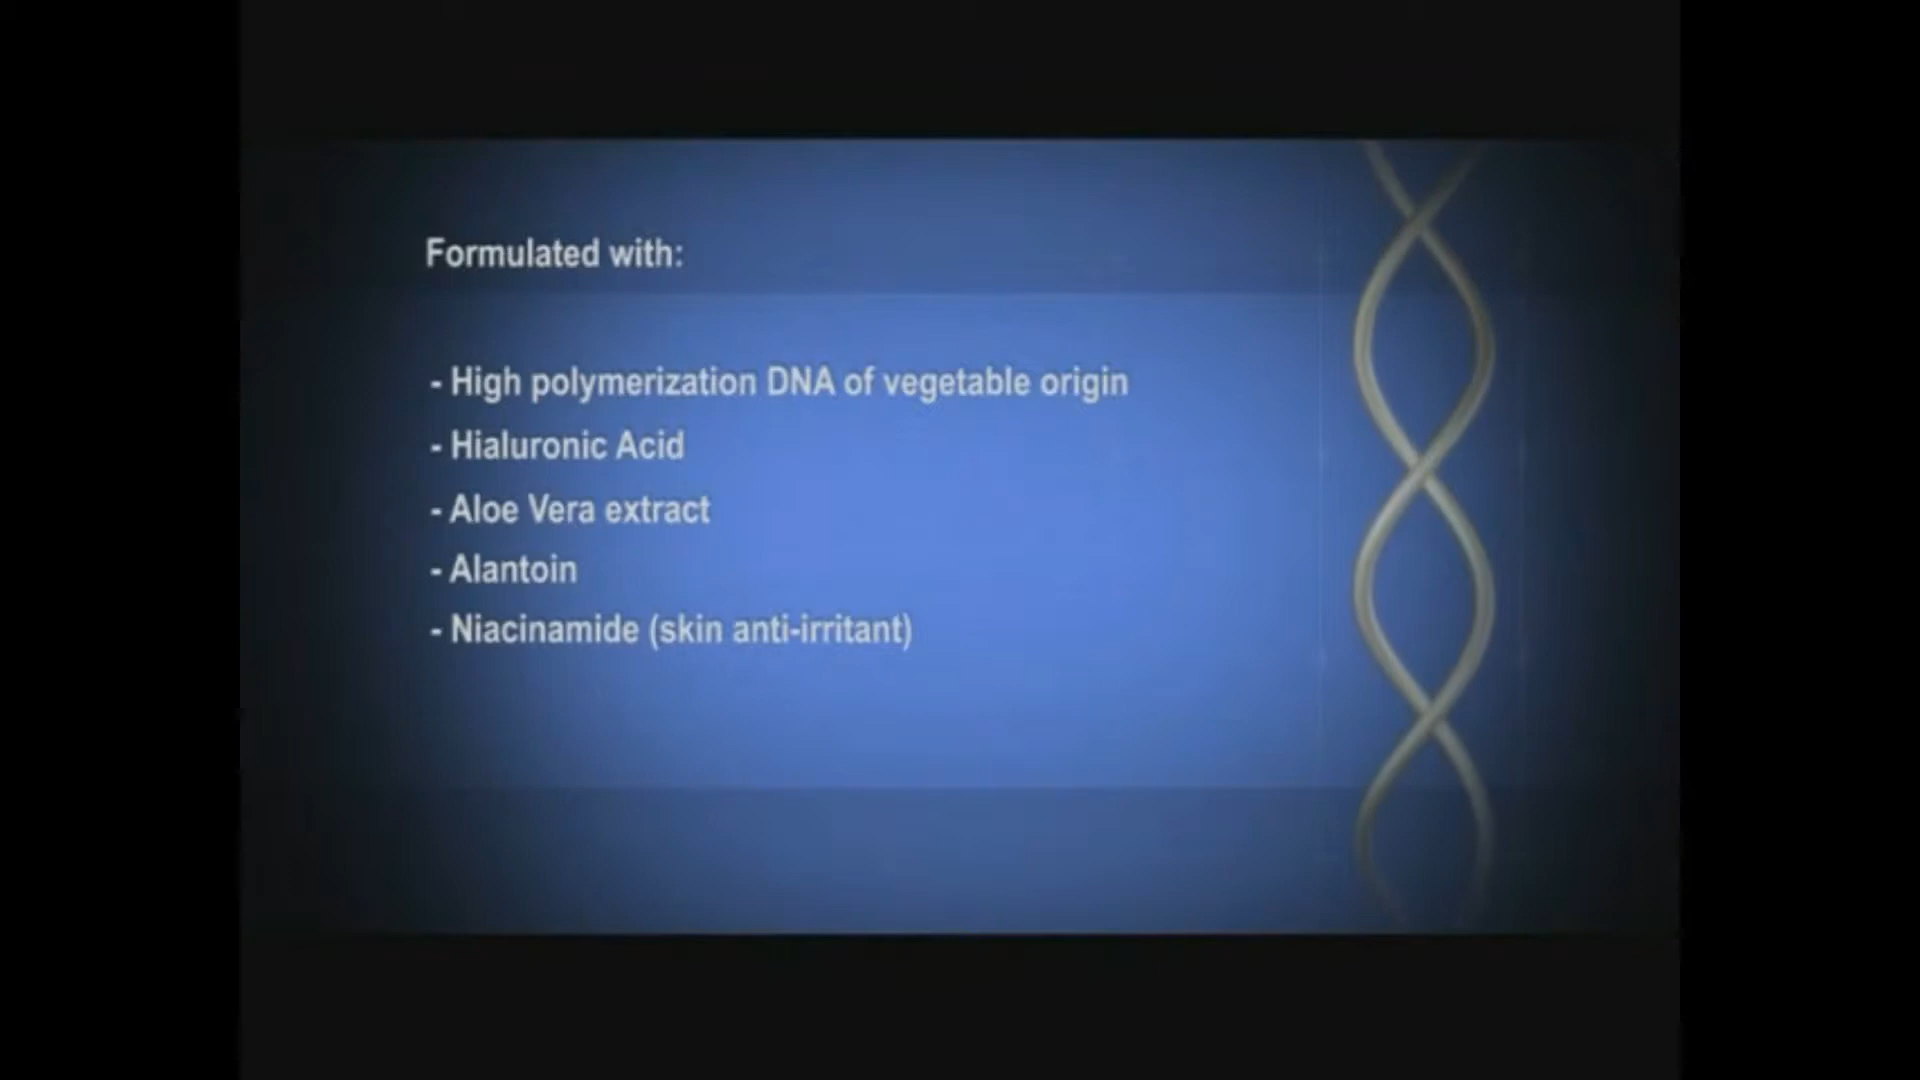 Formulated with:
- High polymerization DNA of vegetable origin
- Hialuronic Acid
- Aloe Vera extract
- Alantoin
- Niacinamide (skin anti-irritant)